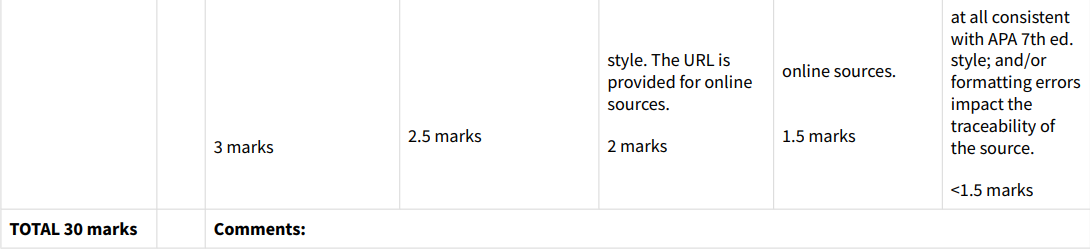 3 marks
2.5 marks
style. The URL is
provided for online
sources.
2 marks
online sources.
1.5 marks
at all consistent
with APA 7th ed.
style; and/or
formatting errors
impact the
traceability of
the source.
<1.5 marks
TOTAL 30 marks
Comments: